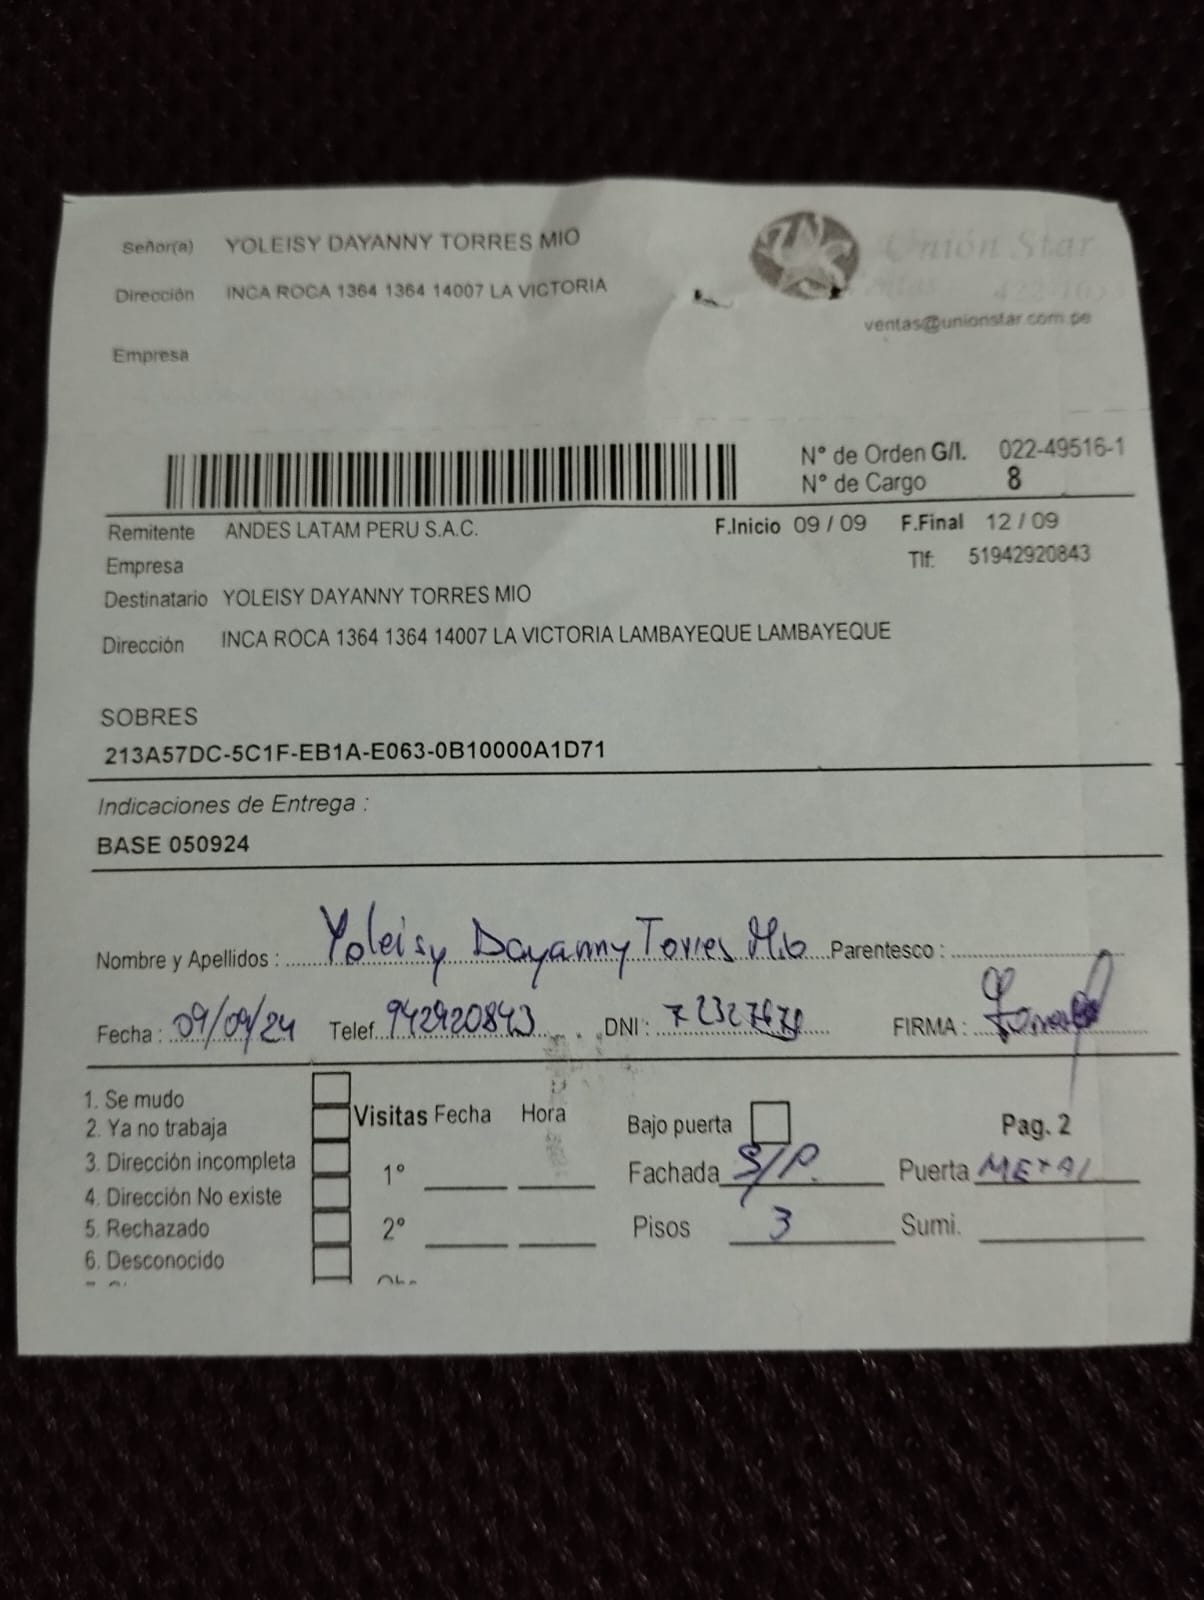 Señor(a) YOLEISY DAYANNY TORRES MIO
Unión Star
Dirección INCA ROCA 1364 1364 14007 LA VICTORIA
ventas@unionstar.com.pe
Empresa
N° de Orden G/I. 022-49516-1
N° de Cargo 8
Remitente ANDES LATAM PERU S.A.C. F.Inicio 09 / 09 F.Final 12 / 09
Empresa Tlf: 51942920843
Destinatario YOLEISY DAYANNY TORRES MIO
Dirección INCA ROCA 1364 1364 14007 LA VICTORIA LAMBAYEQUE LAMBAYEQUE
SOBRES
213A57DC-5C1F-EB1A-E063-0B10000A1D71
Indicaciones de Entrega :
BASE 050924
Nombre y Apellidos : Yoleisy Dayanny Torres Mio Parentesco :
Fecha : 09/09/24 Telef. 942920843 DNI : FIRMA :
1. Se mudo
2. Ya no trabaja
3. Dirección incompleta
4. Dirección No existe
5. Rechazado
6. Desconocido
Visitas Fecha Hora
1°
2°
Bajo puerta Pag. 2
Fachada S/P. Puerta METAL
Pisos 3 Sumi.